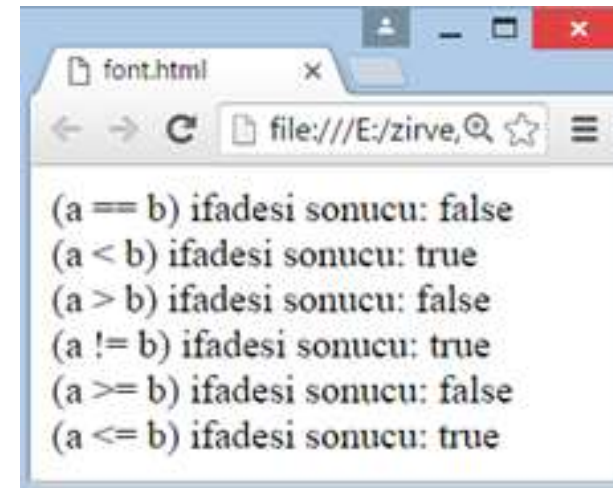 font.html
file:///E:/zirve,
(a == b) ifadesi sonucu: false
(a < b) ifadesi sonucu: true
(a > b) ifadesi sonucu: false
(a != b) ifadesi sonucu: true
(a >= b) ifadesi sonucu: false
(a <= b) ifadesi sonucu: true